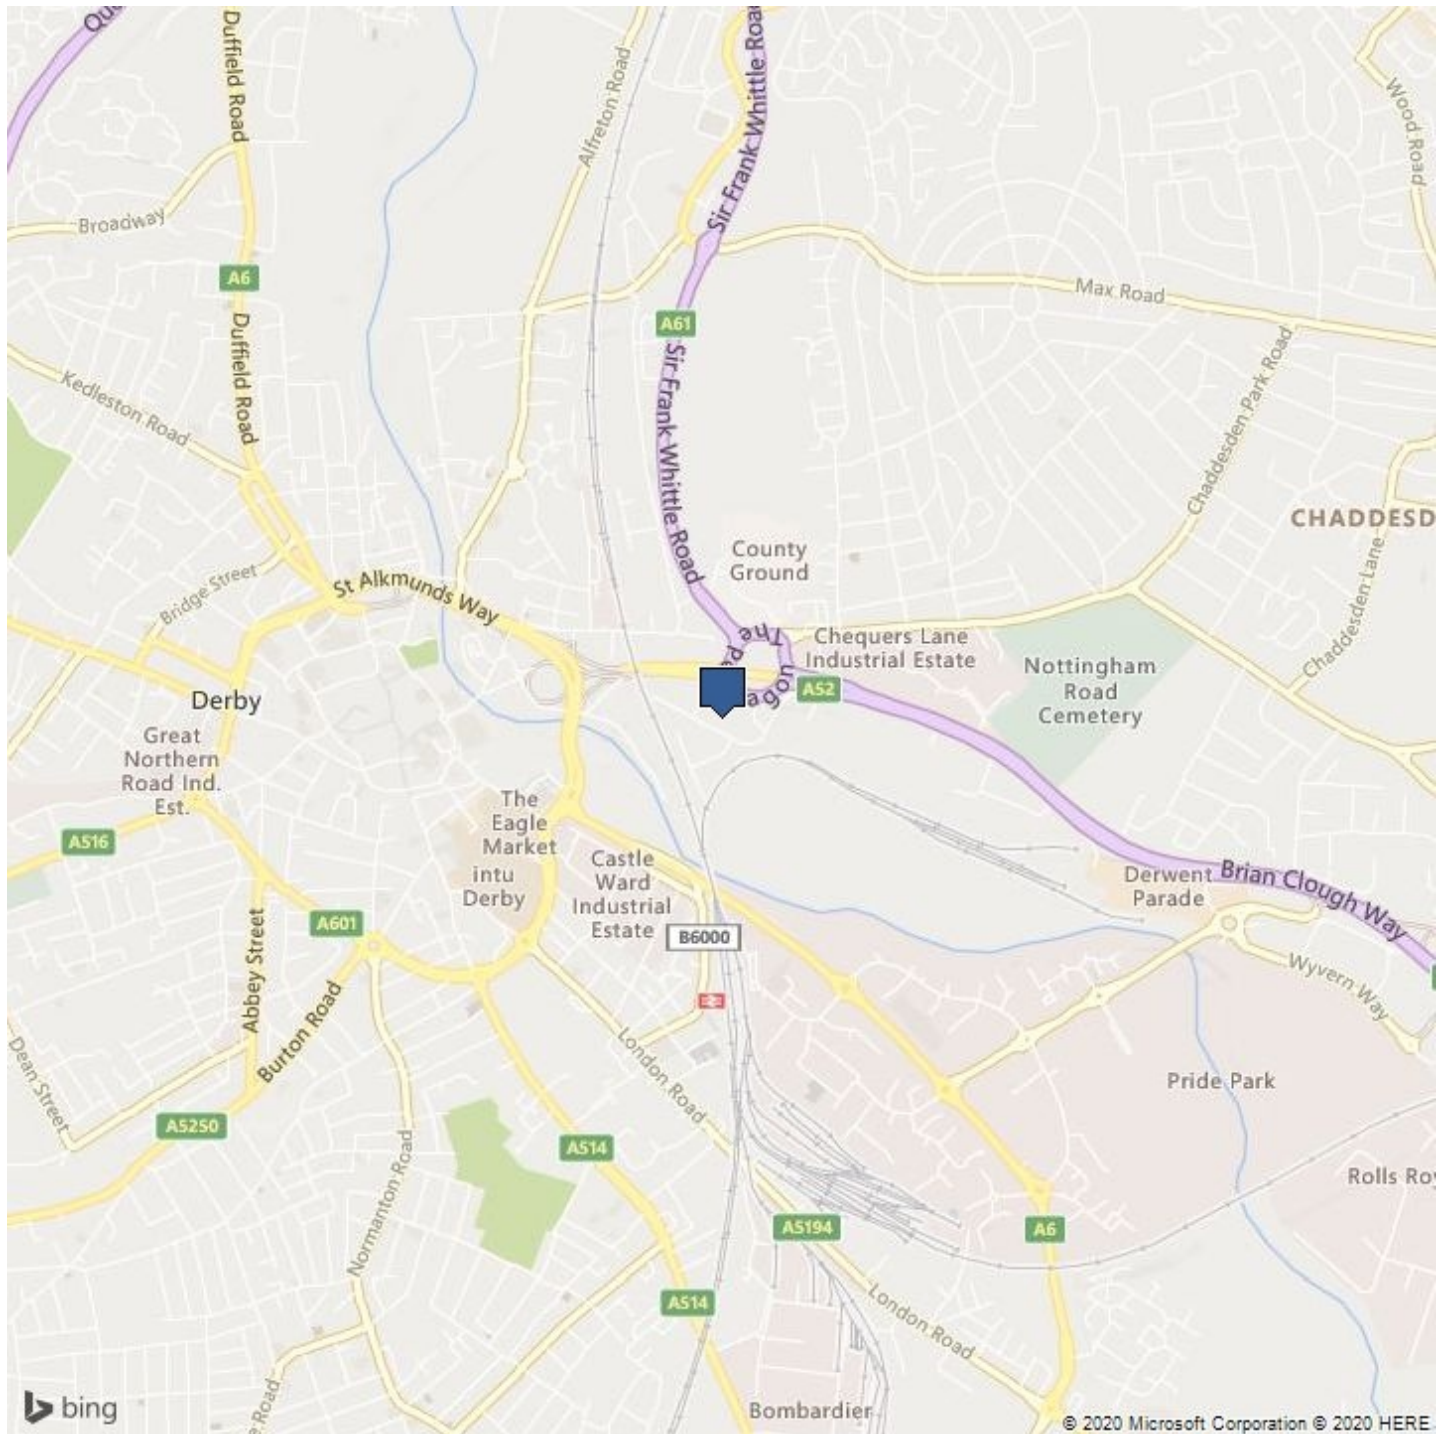 Qu
Duffield Road
Alfreton Road
Sir Frank Whittle Road
Wood Road
Broadway
A6
A61
Max Road
Duffield Road
Kedleston Road
Sir Frank Whittle Road
Chaddesden Park Road
CHADDESD
County
Ground
Bridge Street
St Alkmunds Way
Chaddesden Lane
The
Pe
agon
Chequers Lane
Industrial Estate
Nottingham
Road
Cemetery
A52
Derby
Great
Northern
Road Ind.
Est.
The
Eagle
Market
intu
Derby
A516
Castle
Ward
Industrial
Estate
Derwent
Parade
Brian Clough Way
A601
B6000
Abbey Street
Wyvern Way
Burton Road
Dean Street
London Road
Pride Park
A5250
A514
Normanton Road
Rolls Roy
A5194
A6
A514
London Road
e Road
Bombardier
bing
© 2020 Microsoft Corporation © 2020 HERE